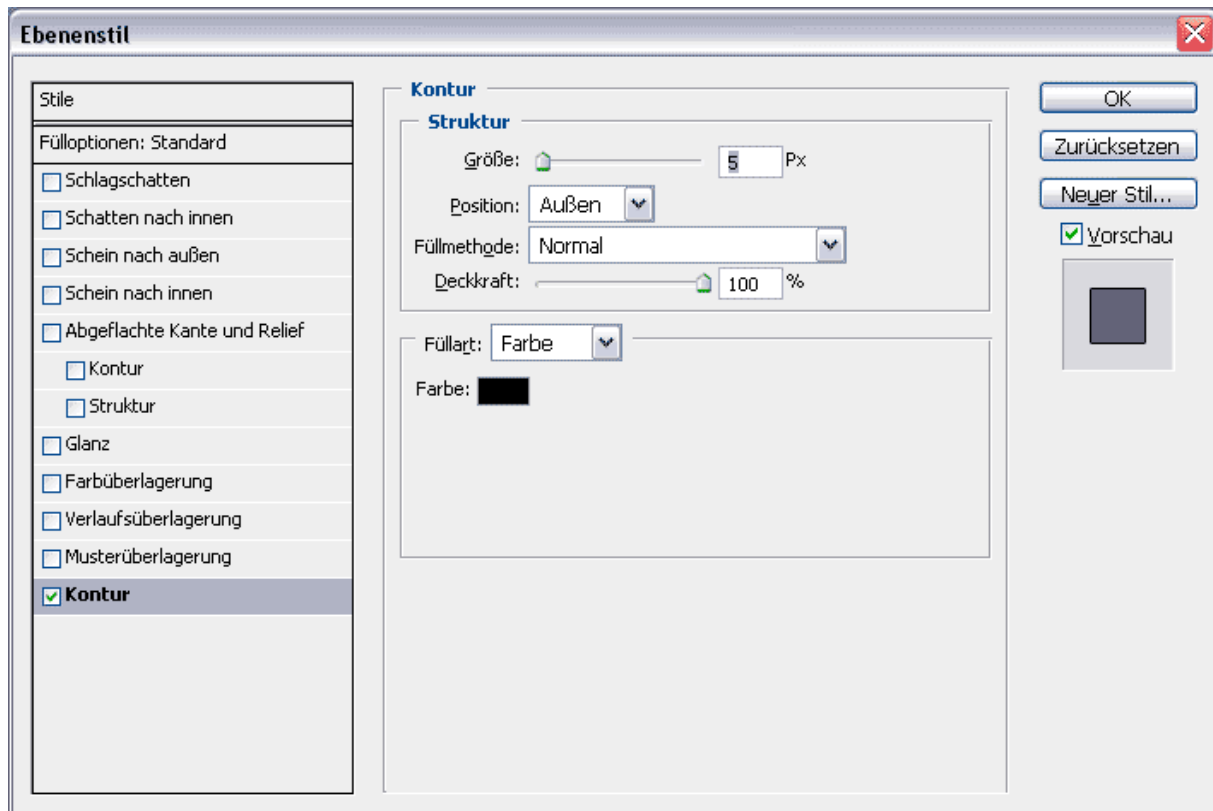 Ebenenstil
Stile
Fülloptionen: Standard
Schlagschatten
Schatten nach innen
Schein nach außen
Schein nach innen
Abgeflachte Kante und Relief
Kontur
Struktur
Glanz
Farbüberlagerung
Verlaufsüberlagerung
Musterüberlagerung
Kontur
Kontur
Struktur
Größe: 5 Px
Position: Außen
Füllmethode: Normal
Deckkraft: 100 %
Füllart: Farbe
Farbe:
OK
Zurücksetzen
Neuer Stil...
Vorschau